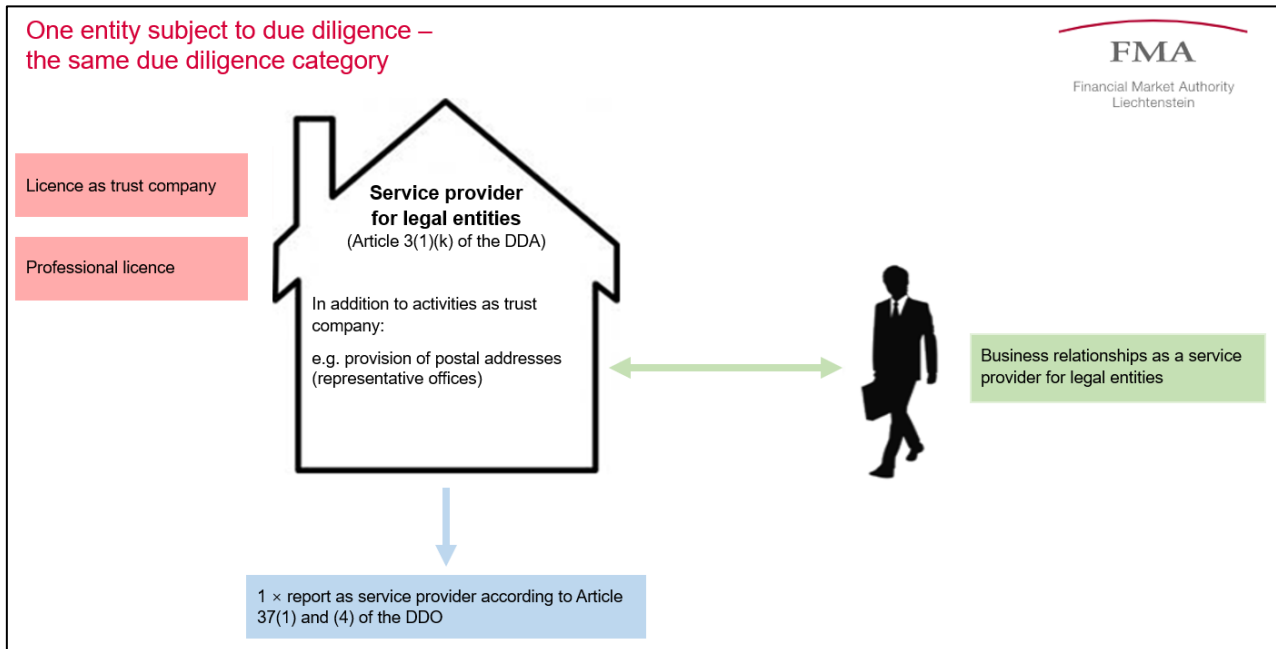 One entity subject to due diligence –
the same due diligence category
FMA
Financial Market Authority
Liechtenstein
Licence as trust company
Professional licence
Service provider
for legal entities
(Article 3(1)(k) of the DDA)
In addition to activities as trust
company:
e.g. provision of postal addresses
(representative offices)
Business relationships as a service
provider for legal entities
1 × report as service provider according to Article
37(1) and (4) of the DDO